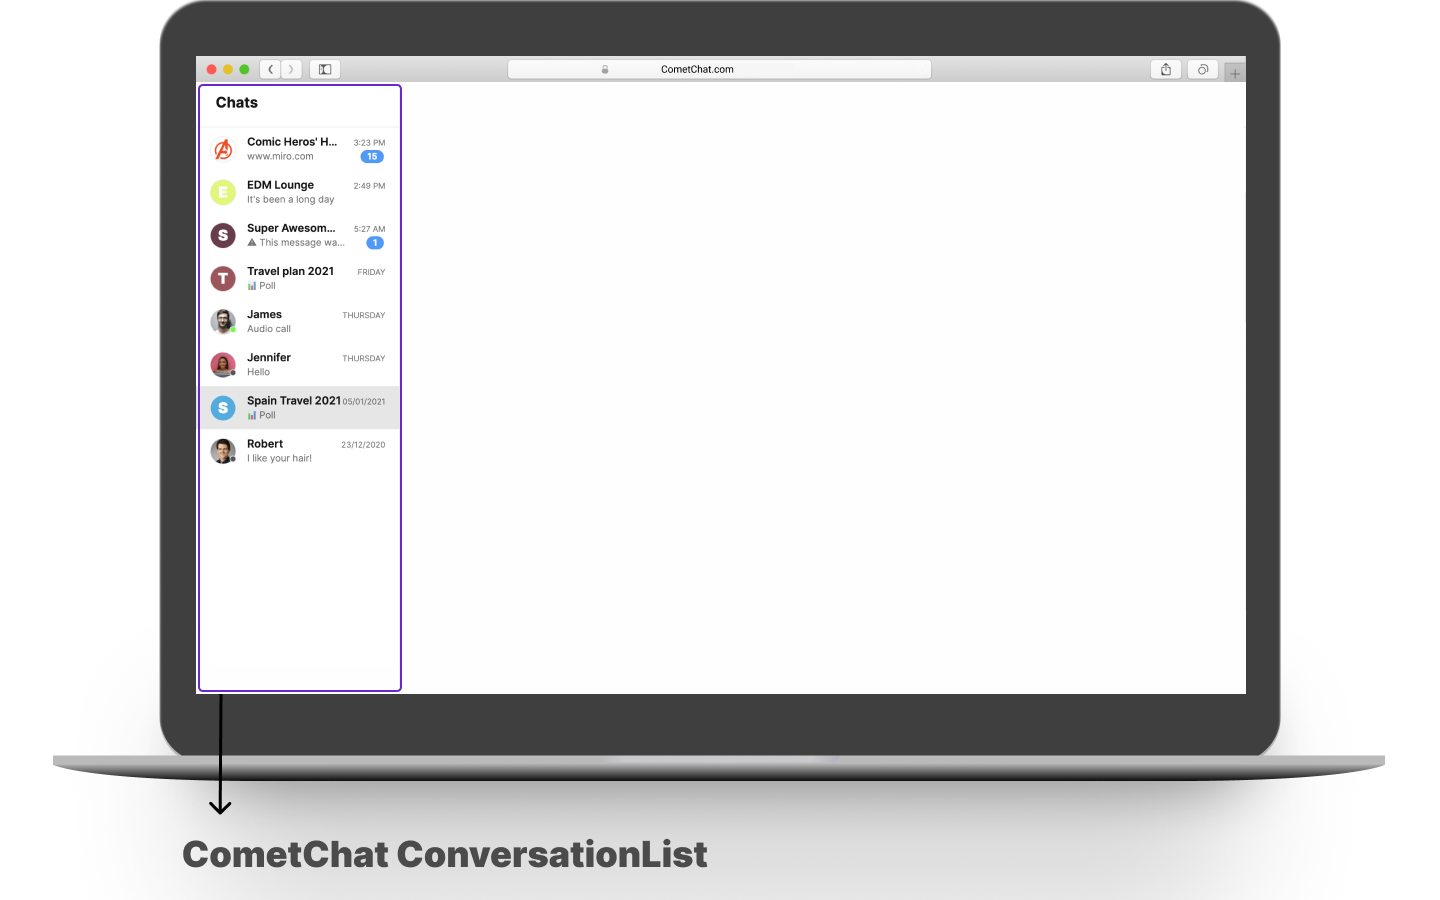 CometChat.com
Chats
Comic Heros' H... 3:23 PM
www.miro.com 15
E EDM Lounge 2:49 PM
It's been a long day
S Super Awesom... 5:27 AM
This message wa... 1
T Travel plan 2021 FRIDAY
Poll
James THURSDAY
Audio call
Jennifer THURSDAY
Hello
S Spain Travel 2021 05/01/2021
Poll
Robert 23/12/2020
I like your hair!
CometChat ConversationList